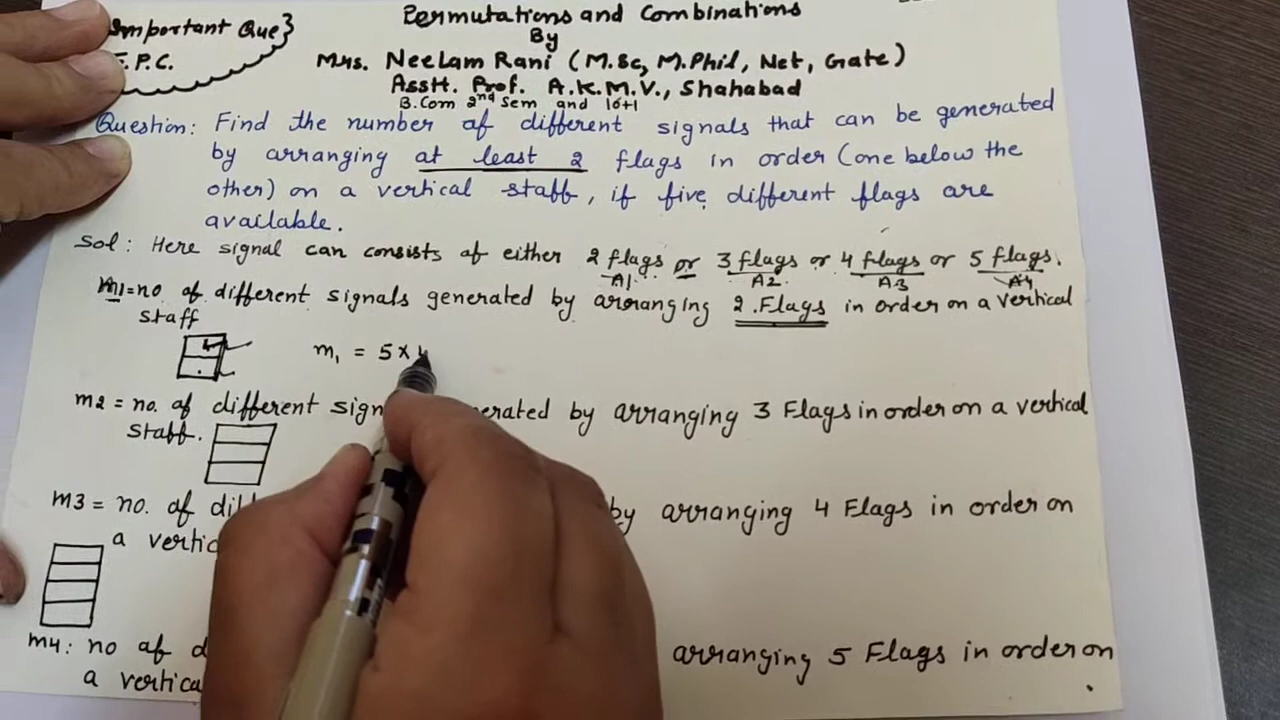 Important Que
F.P.C.
Permutations and Combinations
By
Mrs. Neelam Rani (M.Sc, M.Phil, Net, Gate)
Asstt. Prof. A.K.M.V., Shahabad
B.Com 2nd Sem and 10+1
Question: Find the number of different signals that can be generated
by arranging at least 2 flags in order (one below the
other) on a vertical staff, if five different flags are
available.
Sol: Here signal can consists of either 2 flags or 3 flags or 4 flags or 5 flags.
A1 A2 A3 A4
m1=no of different signals generated by arranging 2 Flags in order on a vertical
staff
m1 = 5×
m2 = no. of different generated by arranging 3 Flags in order on a vertical
staff.
m3 = no. of by arranging 4 Flags in order on
a
m4: no of arranging 5 Flags in order on
a